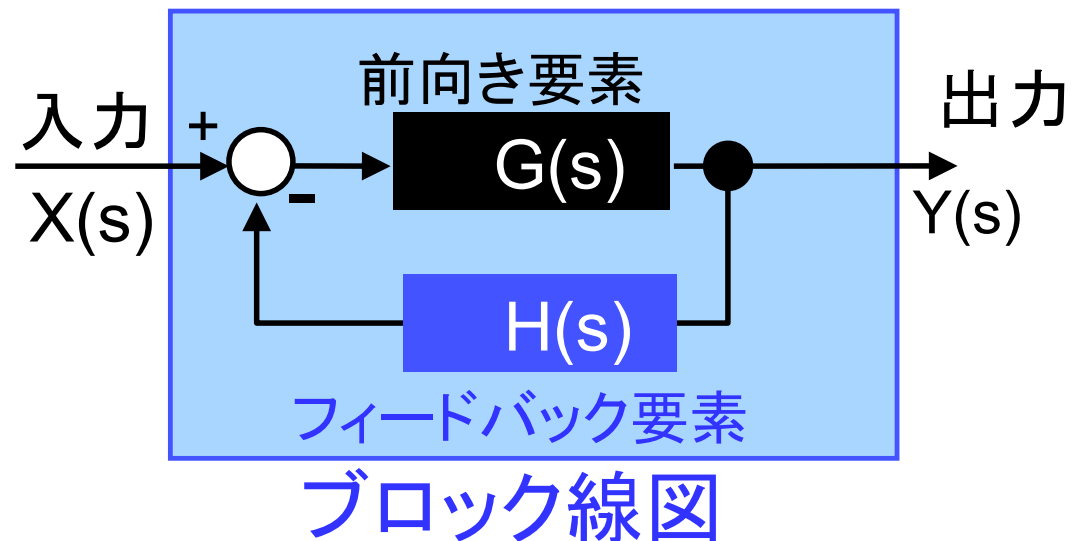 前向き要素
入力
+
G(s)
出力
X(s)
-
Y(s)
H(s)
フィードバック要素
ブロック線図